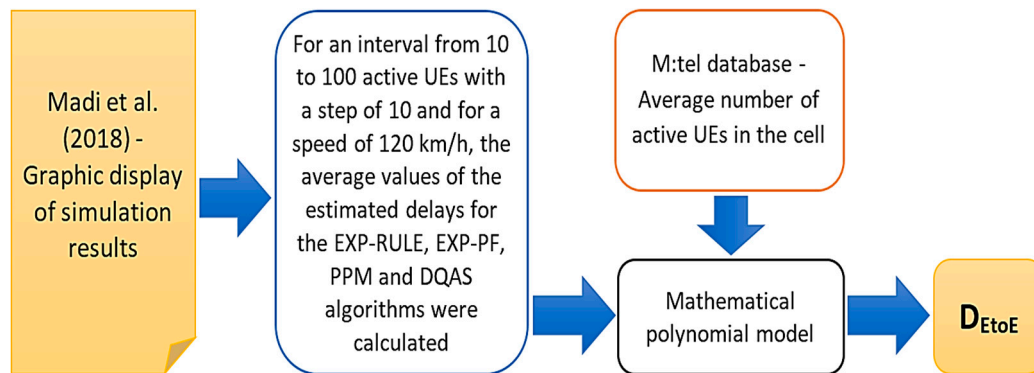 Madi et al.
(2018) -
Graphic display
of simulation
results
For an interval from 10
to 100 active UEs with
a step of 10 and for a
speed of 120 km/h, the
average values of the
estimated delays for
the EXP-RULE, EXP-PF,
PPM and DQAS
algorithms were
calculated
M:tel database -
Average number of
active UEs in the cell
Mathematical
polynomial model
DEtoE